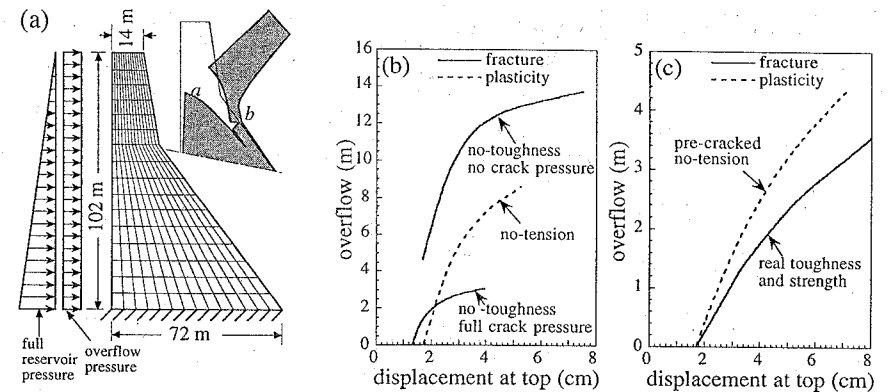 (a)
14 m
a
b
102 m
72 m
full
reservoir
pressure
overflow
pressure
(b)
fracture
plasticity
no-toughness
no crack pressure
no-tension
no -toughness
full crack pressure
overflow (m)
16
14
12
10
8
6
4
2
0
0 2 4 6 8
displacement at top (cm)
(c)
fracture
plasticity
pre-cracked
no-tension
real toughness
and strength
overflow (m)
5
4
3
2
1
0
0 2 4 6 8
displacement at top (cm)